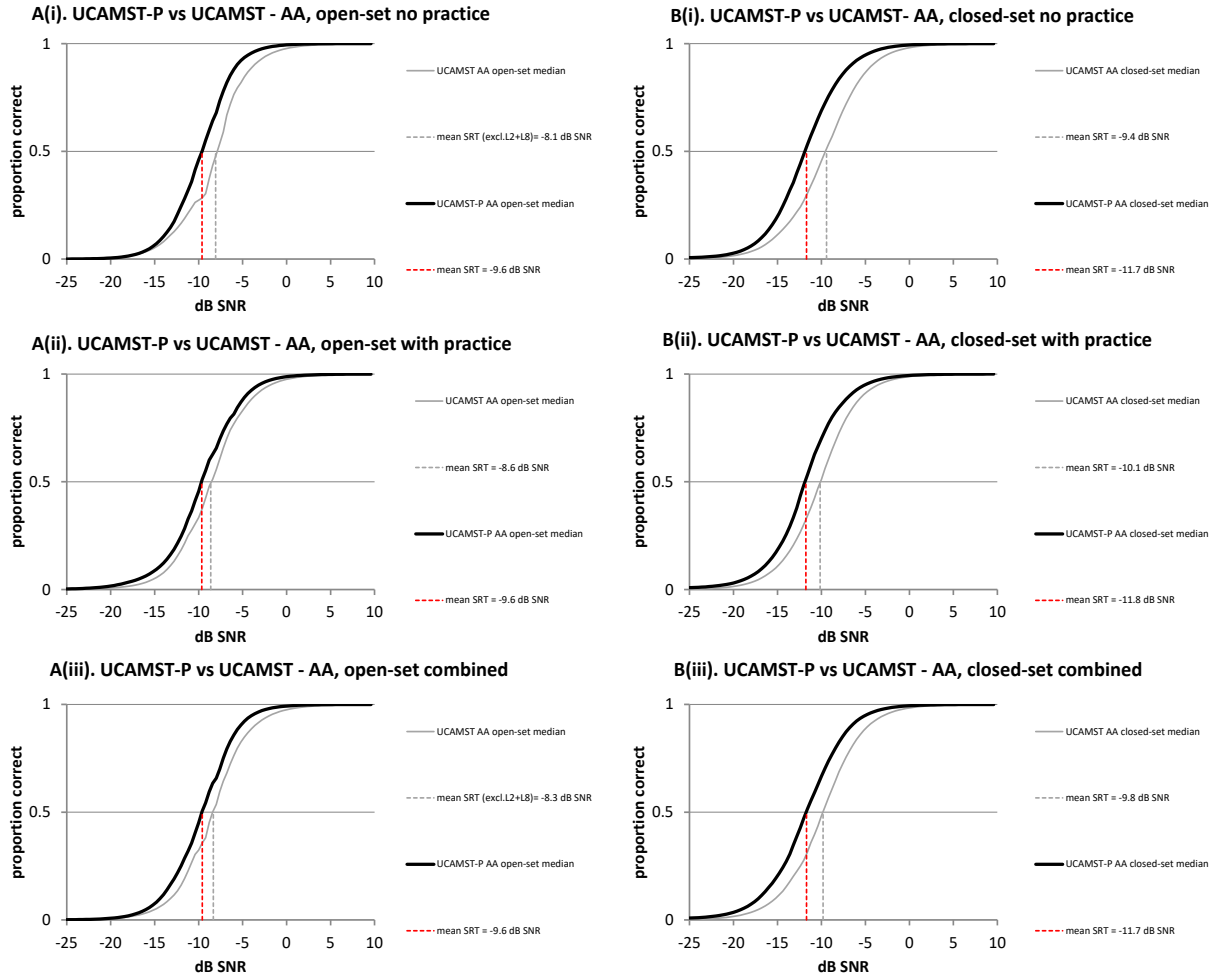 A(i). UCAMST-P vs UCAMST - AA, open-set no practice
proportion correct
1
0.5
0
-25 -20 -15 -10 -5 0 5 10
dB SNR
UCAMST AA open-set median
mean SRT (excl.L2+L8)= -8.1 dB SNR
UCAMST-P AA open-set median
mean SRT = -9.6 dB SNR
B(i). UCAMST-P vs UCAMST- AA, closed-set no practice
proportion correct
1
0.5
0
-25 -20 -15 -10 -5 0 5 10
dB SNR
UCAMST AA closed-set median
mean SRT = -9.4 dB SNR
UCAMST-P AA closed-set median
mean SRT = -11.7 dB SNR
A(ii). UCAMST-P vs UCAMST - AA, open-set with practice
proportion correct
1
0.5
0
-25 -20 -15 -10 -5 0 5 10
dB SNR
UCAMST AA open-set median
mean SRT = -8.6 dB SNR
UCAMST-P AA open-set median
mean SRT = -9.6 dB SNR
B(ii). UCAMST-P vs UCAMST - AA, closed-set with practice
proportion correct
1
0.5
0
-25 -20 -15 -10 -5 0 5 10
dB SNR
UCAMST AA closed-set median
mean SRT = -10.1 dB SNR
UCAMST-P AA closed-set median
mean SRT = -11.8 dB SNR
A(iii). UCAMST-P vs UCAMST - AA, open-set combined
proportion correct
1
0.5
0
-25 -20 -15 -10 -5 0 5 10
dB SNR
UCAMST AA open-set median
mean SRT (excl.L2+L8)= -8.3 dB SNR
UCAMST-P AA open-set median
mean SRT = -9.6 dB SNR
B(iii). UCAMST-P vs UCAMST - AA, closed-set combined
proportion correct
1
0.5
0
-25 -20 -15 -10 -5 0 5 10
dB SNR
UCAMST AA closed-set median
mean SRT = -9.8 dB SNR
UCAMST-P AA closed-set median
mean SRT = -11.7 dB SNR